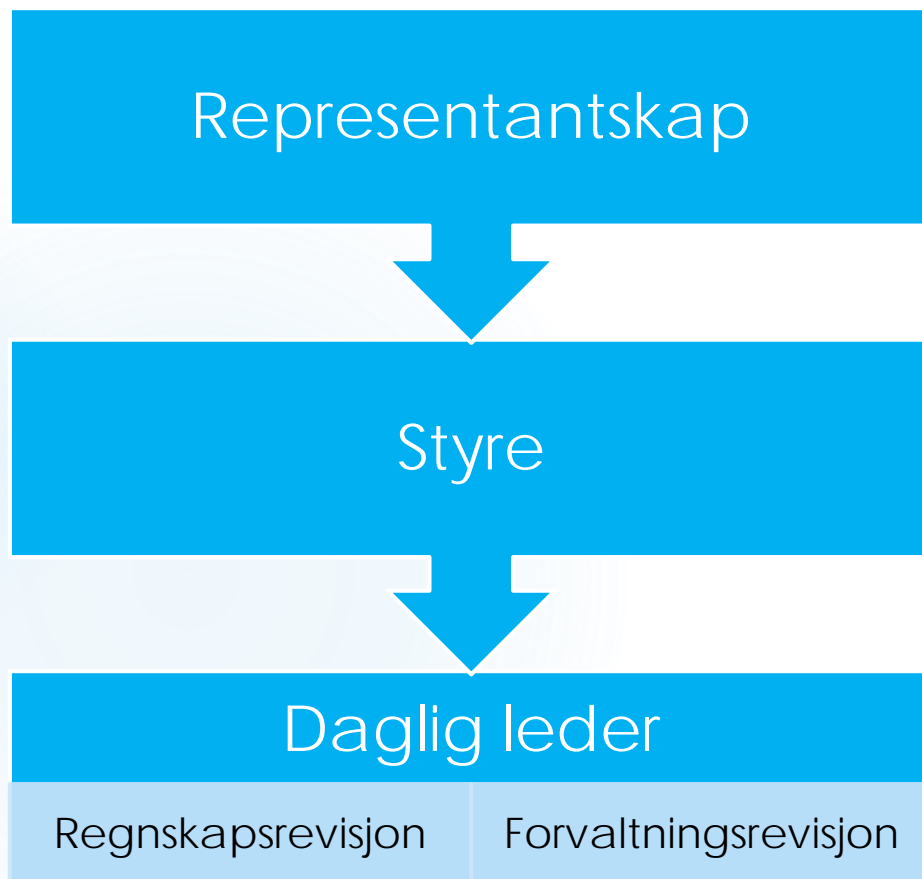 Representantskap
Styre
Daglig leder
Regnskapsrevisjon
Forvaltningsrevisjon